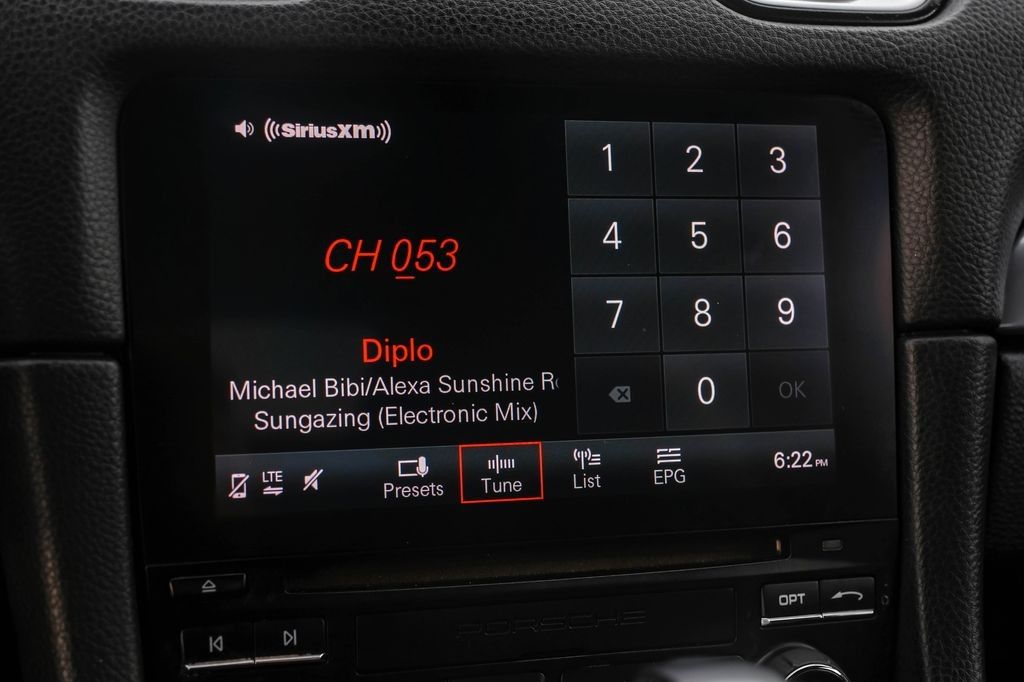 ((SiriusXM))
1 2 3
CH 053
4 5 6
7 8 9
Diplo
Michael Bibi/Alexa Sunshine R
Sungazing (Electronic Mix)
0 OK
LTE
Presets
Tune
List
EPG
6:22 PM
OPT
PORSCHE